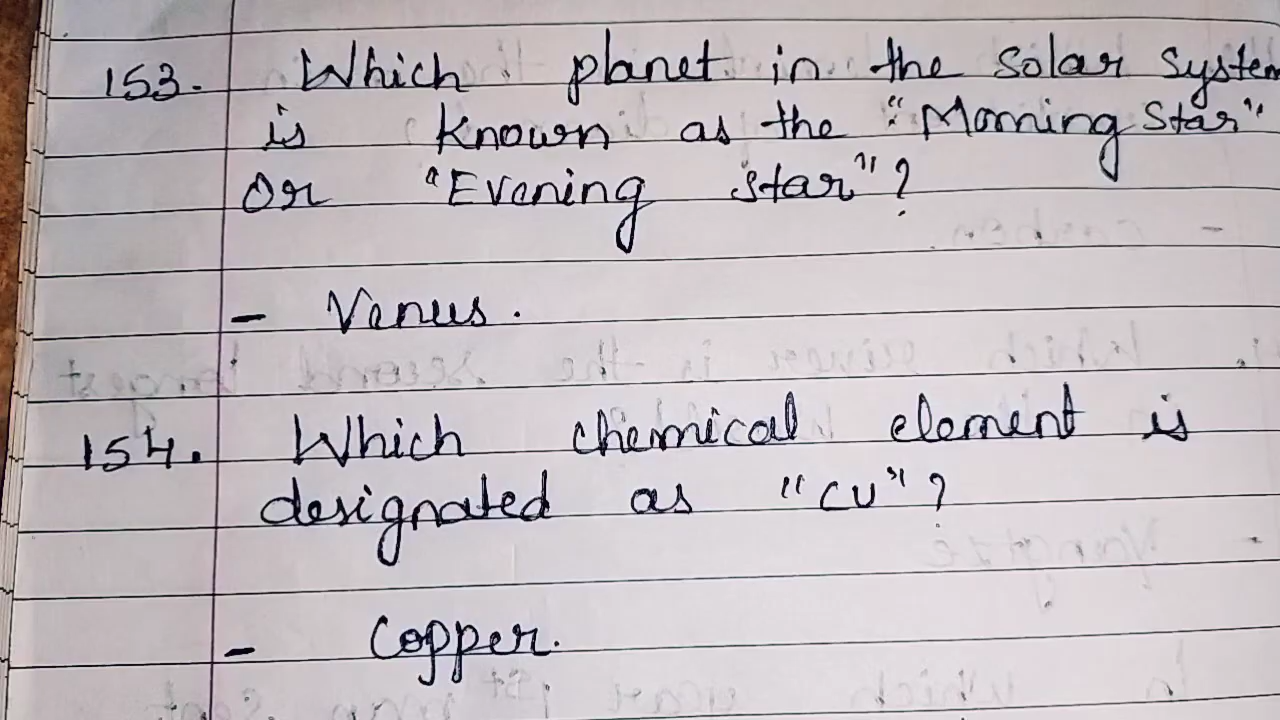 153. Which planet in the solar system
is known as the "Morning Star"
or "Evening star"?
- Venus.
154. Which chemical element is
designated as "CU"?
- Copper.